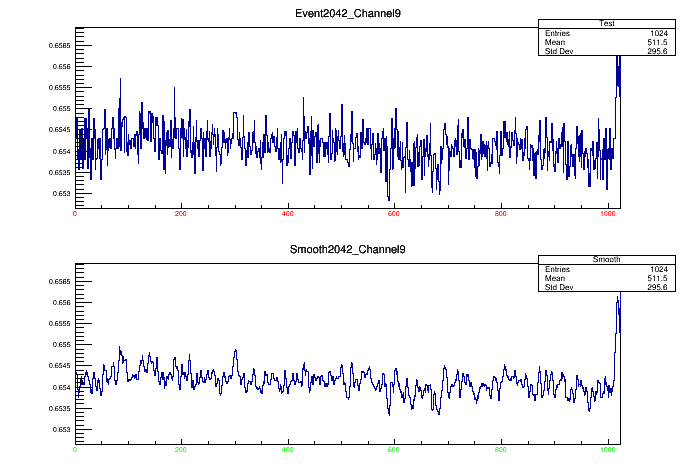 Event2042_Channel9
Test
Entries 1024
Mean 511.5
Std Dev 295.6
0.6565
0.656
0.6555
0.655
0.6545
0.654
0.6535
0.653
0 200 400 600 800 1000
Smooth2042_Channel9
Smooth
Entries 1024
Mean 511.5
Std Dev 295.6
0.6565
0.656
0.6555
0.655
0.6545
0.654
0.6535
0.653
0 200 400 600 800 1000